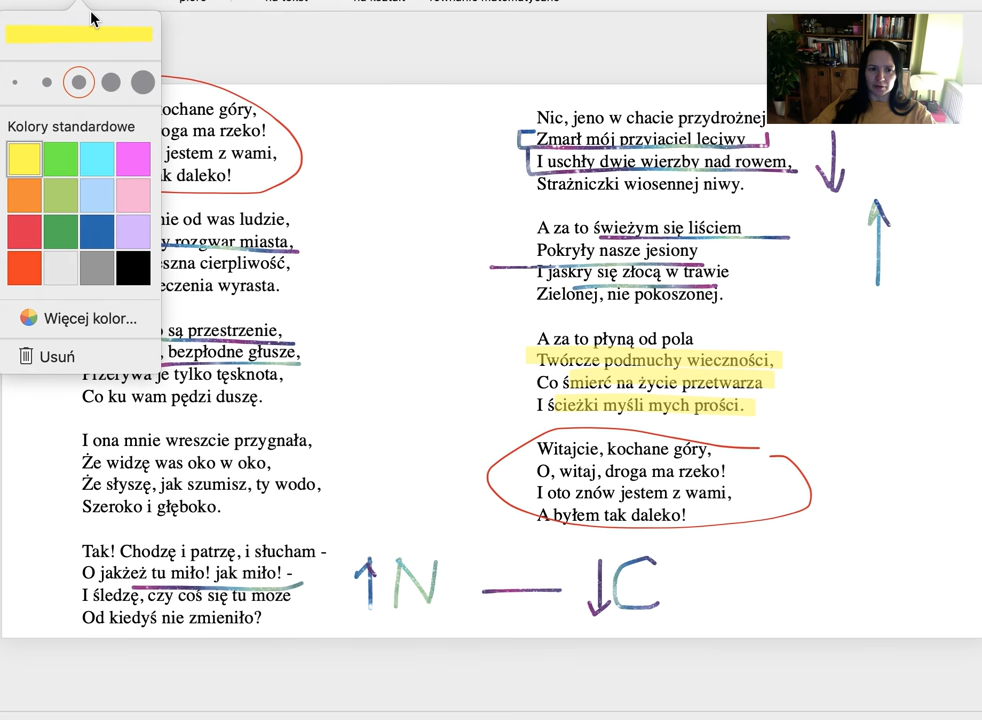 na tekst
na kształt
równanie matematyczne
Kolory standardowe
Więcej kolor...
Usuń
kochane góry,
ma rzeko!
jestem z wami,
daleko!
od was ludzie,
rozgwar miasta,
cierpliwość,
wyrasta.
są przestrzenie,
bezpłodne głusze,
Przerywa je tylko tęsknota,
Co ku wam pędzi duszę.
I ona mnie wreszcie przygnała,
Że widzę was oko w oko,
Że słyszę, jak szumisz, ty wodo,
Szeroko i głęboko.
Tak! Chodzę i patrzę, i słucham -
O jakżeż tu miło! jak miło! -
I śledzę, czy coś się tu może
Od kiedyś nie zmieniło?
Nic, jeno w chacie przydrożnej
Zmarł mój przyjaciel leciwy
I uschły dwie wierzby nad rowem,
Strażniczki wiosennej niwy.
A za to świeżym się liściem
Pokryły nasze jesiony
I jaskry się złocą w trawie
Zielonej, nie pokoszonej.
A za to płyną od pola
Twórcze podmuchy wieczności,
Co śmierć na życie przetwarza
I ścieżki myśli mych prości.
Witajcie, kochane góry,
O, witaj, droga ma rzeko!
I oto znów jestem z wami,
A byłem tak daleko!
↑N — ↓C